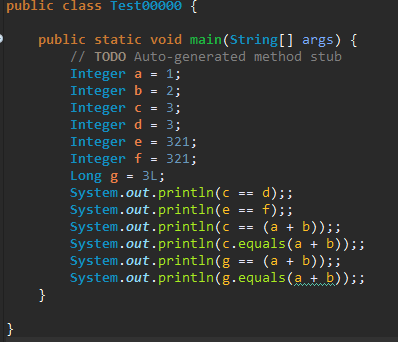 public class Test00000 {
public static void main(String[] args) {
// TODO Auto-generated method stub
Integer a = 1;
Integer b = 2;
Integer c = 3;
Integer d = 3;
Integer e = 321;
Integer f = 321;
Long g = 3L;
System.out.println(c == d);;
System.out.println(e == f);;
System.out.println(c == (a + b));;
System.out.println(c.equals(a + b));;
System.out.println(g == (a + b));;
System.out.println(g.equals(a + b));;
}
}